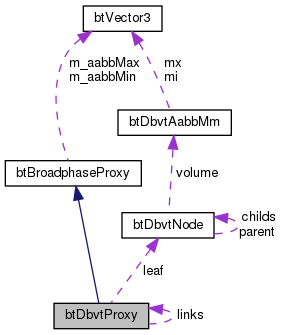 btVector3
m_aabbMax
m_aabbMin
mx
mi
btDbvtAabbMm
btBroadphaseProxy
volume
btDbvtNode
childs
parent
leaf
btDbvtProxy
links